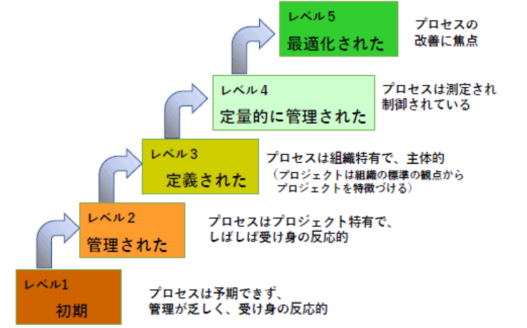 レベル５
最適化された
プロセスの
改善に焦点
レベル４
定量的に管理された
プロセスは測定され
制御されている
レベル３
定義された
プロセスは組織特有で、主体的
（プロジェクトは組織の標準の観点から
プロジェクトを特徴づける）
レベル２
管理された
プロセスはプロジェクト特有で、
しばしば受け身の反応的
レベル1
初期
プロセスは予期できず、
管理が乏しく、受け身の反応的